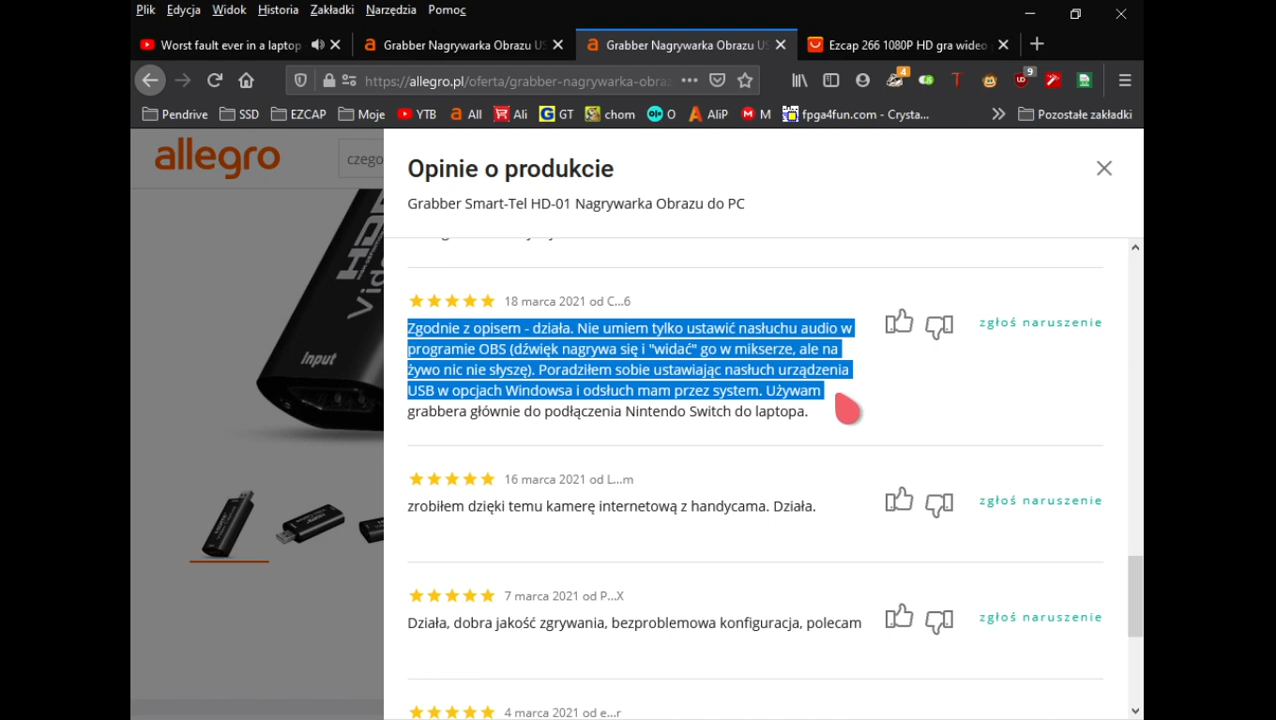 Plik Edycja Widok Historia Zakładki Narzędzia Pomoc
Worst fault ever in a laptop
Grabber Nagrywarka Obrazu US
Grabber Nagrywarka Obrazu US
Ezcap 266 1080P HD gra wideo
https://allegro.pl/oferta/grabber-nagrywarka-obrazu
4
9
Pendrive SSD EZCAP Moje YTB All Ali GT chom O AliP M fpga4fun.com - Crysta... Pozostałe zakładki
allegro
czego
Opinie o produkcie
Grabber Smart-Tel HD-01 Nagrywarka Obrazu do PC
HD
Vid
Input
18 marca 2021 od C...6
Zgodnie z opisem - działa. Nie umiem tylko ustawić nasłuchu audio w
programie OBS (dźwięk nagrywa się i "widać" go w mikserze, ale na
żywo nic nie słyszę). Poradziłem sobie ustawiając nasłuch urządzenia
USB w opcjach Windowsa i odsłuch mam przez system. Używam
grabbera głównie do podłączenia Nintendo Switch do laptopa.
zgłoś naruszenie
16 marca 2021 od L...m
zrobiłem dzięki temu kamerę internetową z handycama. Działa.
zgłoś naruszenie
7 marca 2021 od P...X
Działa, dobra jakość zgrywania, bezproblemowa konfiguracja, polecam
zgłoś naruszenie
4 marca 2021 od e...r